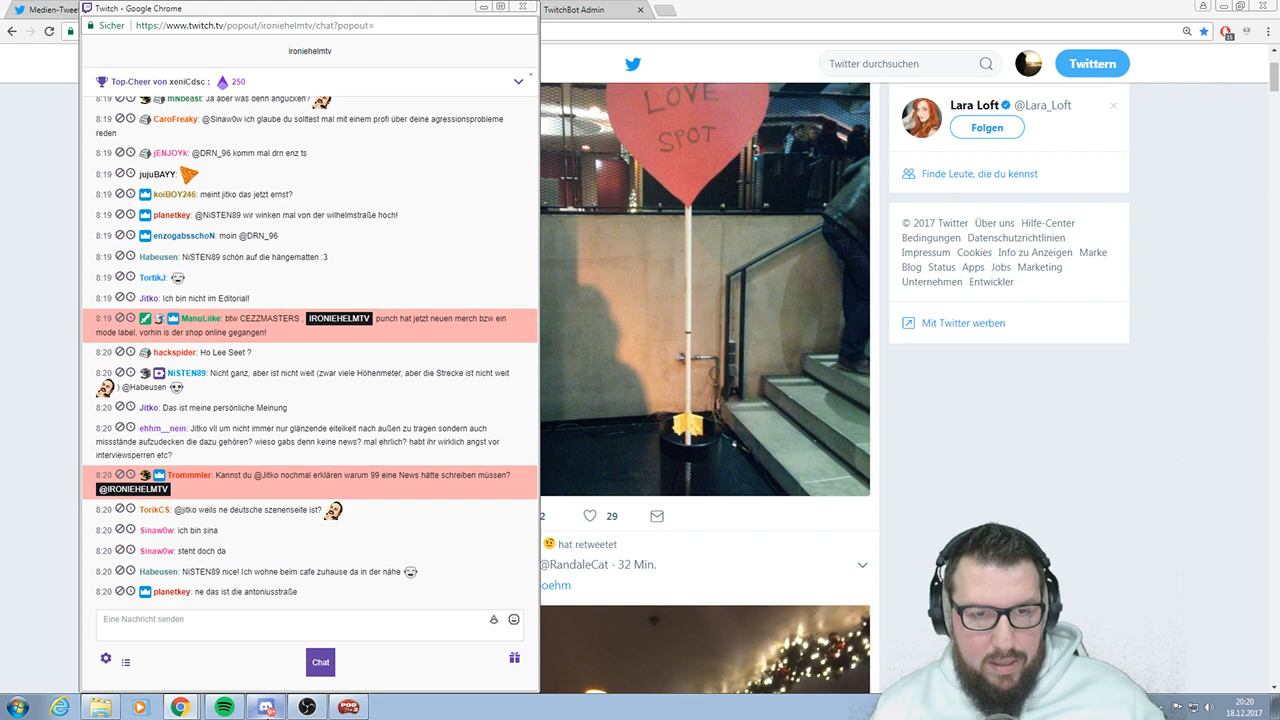 Medien-Tweet
Twitch - Google Chrome
TwitchBot Admin
Sicher
https://www.twitch.tv/popout/ironiehelmtv/chat?popout=
ironiehelmtv
Top-Cheer von xeniCdsc : 250
8:19 mNbeast: Ja aber was denn angucken?
8:19 CaroFreaky: @Sinaw0w ich glaube du solltest mal mit einem profi über deine agressionsprobleme
reden
8:19 jENJOYk: @DRN_96 komm mal drn enz ts
8:19 jujuBAYY:
8:19 koiBOY246: meint jitko das jetzt ernst?
8:19 planetkey: @NiSTEN89 wir winken mal von der wilhelmstraße hoch!
8:19 enzogabsschoN: moin @DRN_96
8:19 Habeusen: NiSTEN89 schön auf die hängematten :3
8:19 TortikJ:
8:19 Jitko: Ich bin nicht im Editorial!
8:19 ManuLiike: btw CEZZMASTERS , IRONIEHELMTV punch hat jetzt neuen merch bzw ein
mode label, vorhin is der shop online gegangen!
8:20 hackspider: Ho Lee Seet ?
8:20 NiSTEN89: Nicht ganz, aber ist nicht weit (zwar viele Höhenmeter, aber die Strecke ist nicht weit
) @Habeusen
8:20 Jitko: Das ist meine persönliche Meinung
8:20 ehhm__nein: Jitko vll um nicht immer nur glänzende eitelkeit nach außen zu tragen sondern auch
missstände aufzudecken die dazu gehören? wieso gabs denn keine news? mal ehrlich? habt ihr wirklich angst vor
interviewsperren etc?
8:20 Trommmler: Kannst du @Jitko nochmal erklären warum 99 eine News hätte schreiben müssen?
@IRONIEHELMTV
8:20 TorikCS: @jitko weils ne deutsche szenenseite ist?
8:20 Sinaw0w: ich bin sina
8:20 Sinaw0w: steht doch da
8:20 Habeusen: NiSTEN89 nice! Ich wohne beim cafe zuhause da in der nähe
8:20 planetkey: ne das ist die antoniusstraße
Eine Nachricht senden
Chat
Twitter durchsuchen
Twittern
LOVE
SPOT
2 29
hat retweetet
@RandaleCat · 32 Min.
oehm
Lara Loft @Lara_Loft
Folgen
Finde Leute, die du kennst
© 2017 Twitter Über uns Hilfe-Center
Bedingungen Datenschutzrichtlinien
Impressum Cookies Info zu Anzeigen Marke
Blog Status Apps Jobs Marketing
Unternehmen Entwickler
Mit Twitter werben
20:20
18.12.2017